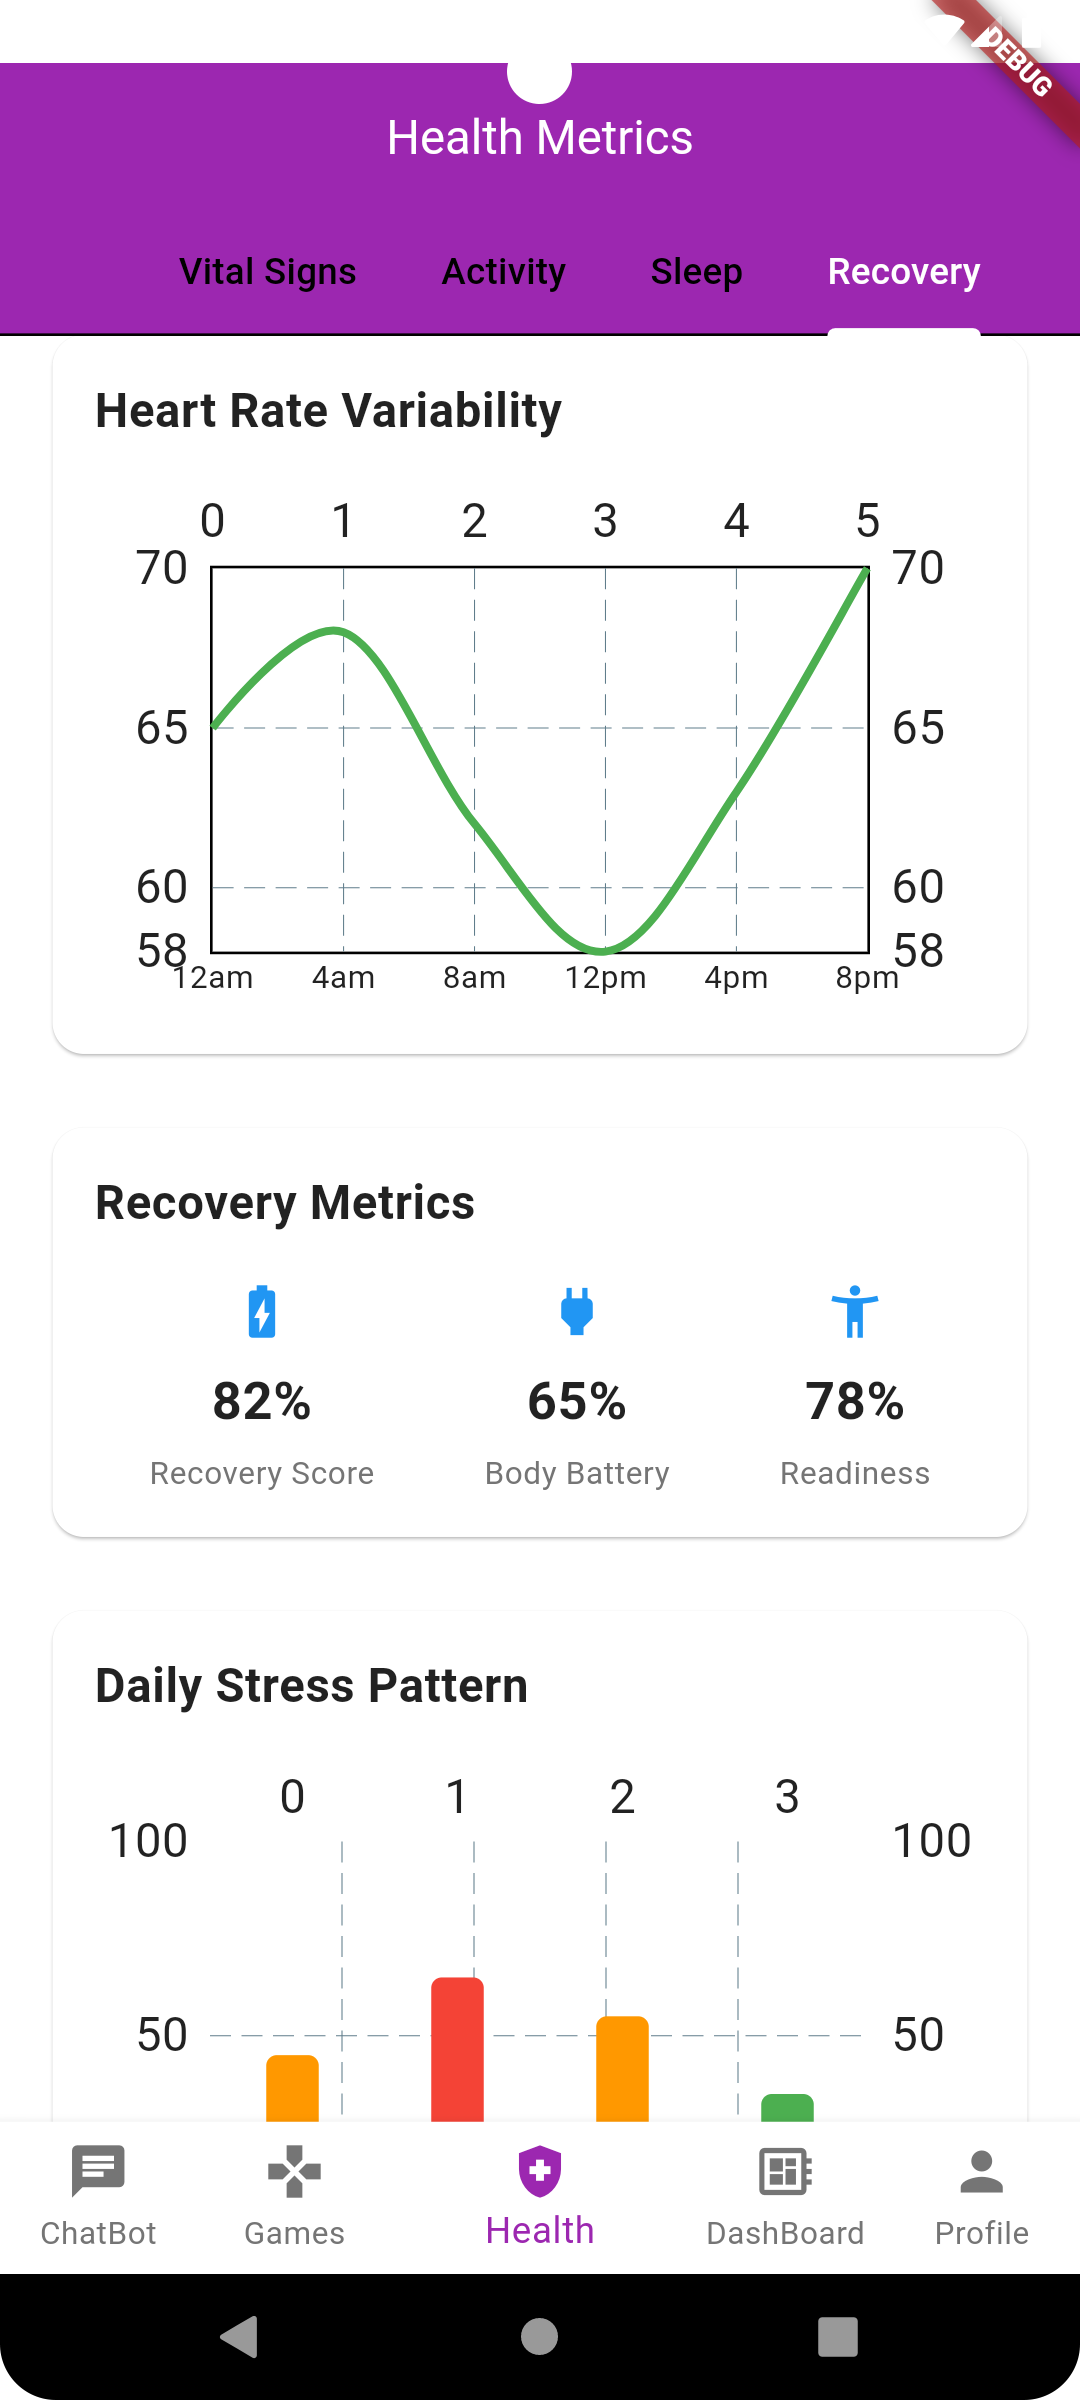 DEBUG
Health Metrics
Vital Signs Activity Sleep Recovery
Heart Rate Variability
0 1 2 3 4 5
70 70
65 65
60 60
58 58
12am 4am 8am 12pm 4pm 8pm
Recovery Metrics
82% 65% 78%
Recovery Score Body Battery Readiness
Daily Stress Pattern
0 1 2 3
100 100
50 50
ChatBot Games Health DashBoard Profile